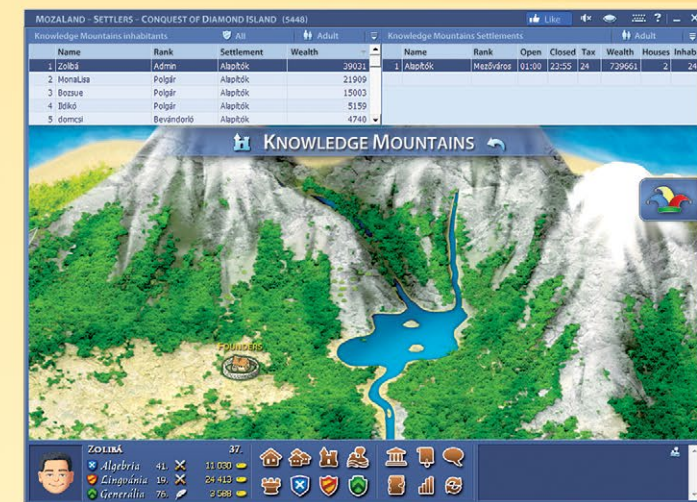 MOZALAND - SETTLERS - CONQUEST OF DIAMOND ISLAND (5448) Like ?
Knowledge Mountains inhabitants All Adult
Name Rank Settlement Wealth
1 Zolibá Admin Alapítók 39031
2 MonaLisa Polgár Alapítók 21909
3 Bozsue Polgár Alapítók 15003
4 Ildikó Polgár Alapítók 5159
5 domcsi Bevándorló Alapítók 4740
Knowledge Mountains Settlements Adult
Name Rank Open Closed Tax Wealth Houses Inhab
1 Alapítók Mezőváros 01:00 23:55 24 739661 2 24
KNOWLEDGE MOUNTAINS
FOUNDERS
ZOLIBÁ 37.
Algebria 41. 11 030
Lingvánia 19. 24 413
Generália 76. 3 588